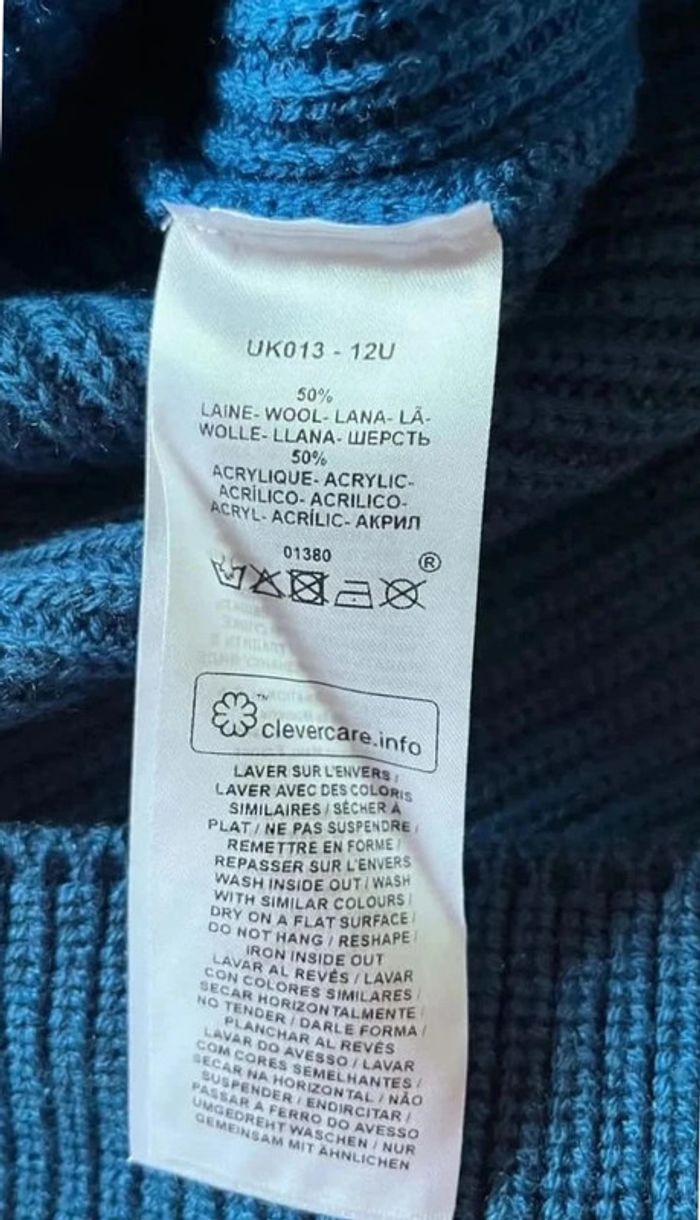 UK013 - 12U
50%
LAINE- WOOL- LANA- LÃ-
WOLLE- LLANA- ШЕРСТЬ
50%
ACRYLIQUE- ACRYLIC-
ACRÍLICO- ACRILICO-
ACRYL- ACRÍLIC- АКРИЛ
01380
®
™
clevercare.info
LAVER SUR L'ENVERS /
LAVER AVEC DES COLORIS
SIMILAIRES / SÉCHER À
PLAT / NE PAS SUSPENDRE /
REMETTRE EN FORME /
REPASSER SUR L'ENVERS
WASH INSIDE OUT / WASH
WITH SIMILAR COLOURS /
DRY ON A FLAT SURFACE /
DO NOT HANG / RESHAPE /
IRON INSIDE OUT
LAVAR AL REVÉS / LAVAR
CON COLORES SIMILARES /
SECAR HORIZONTALMENTE /
NO TENDER / DARLE FORMA /
PLANCHAR AL REVÉS
LAVAR DO AVESSO / LAVAR
COM CORES SEMELHANTES /
SECAR NA HORIZONTAL / NÃO
SUSPENDER / ENDIRCITAR /
PASSAR A FERRO DO AVESSO
UMGEDREHT WASCHEN / NUR
GEMEINSAM MIT ÄHNLICHEN